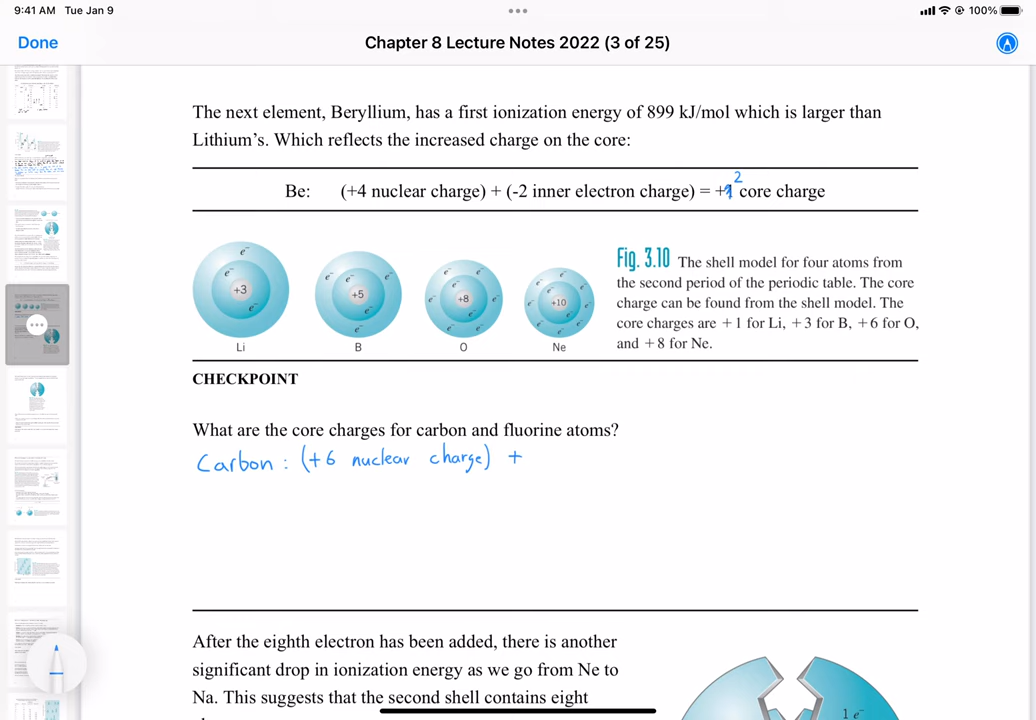 9:41 AM Tue Jan 9
100%
Done
Chapter 8 Lecture Notes 2022 (3 of 25)
The next element, Beryllium, has a first ionization energy of 899 kJ/mol which is larger than
Lithium’s. Which reflects the increased charge on the core:
Be: (+4 nuclear charge) + (-2 inner electron charge) = +1 2 core charge
e⁻ e⁻ +3 e⁻
Li
e⁻ e⁻ e⁻ +5 e⁻ e⁻
B
e⁻ e⁻ e⁻ e⁻ +8 e⁻ e⁻ e⁻ e⁻
O
e⁻ e⁻ e⁻ e⁻ e⁻ +10 e⁻ e⁻ e⁻ e⁻ e⁻
Ne
Fig. 3.10 The shell model for four atoms from
the second period of the periodic table. The core
charge can be found from the shell model. The
core charges are +1 for Li, +3 for B, +6 for O,
and +8 for Ne.
CHECKPOINT
What are the core charges for carbon and fluorine atoms?
Carbon : (+6 nuclear charge) +
After the eighth electron has been added, there is another
significant drop in ionization energy as we go from Ne to
Na. This suggests that the second shell contains eight
1 e⁻